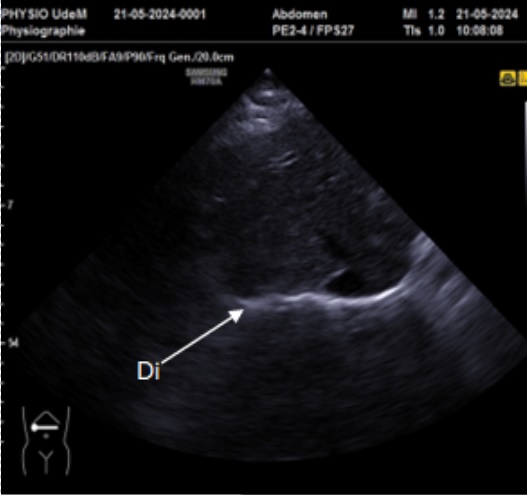 PHYSIO UdeM 21-05-2024-0001 Abdomen MI 1.2 21-05-2024
Physiographie PE2-4 / FPS27 TIs 1.0 10:08:08
[2D]/G51/DR110dB/FA9/P90/Frq Gen./20.0cm
SAMSUNG
HM70A
7
14
Di